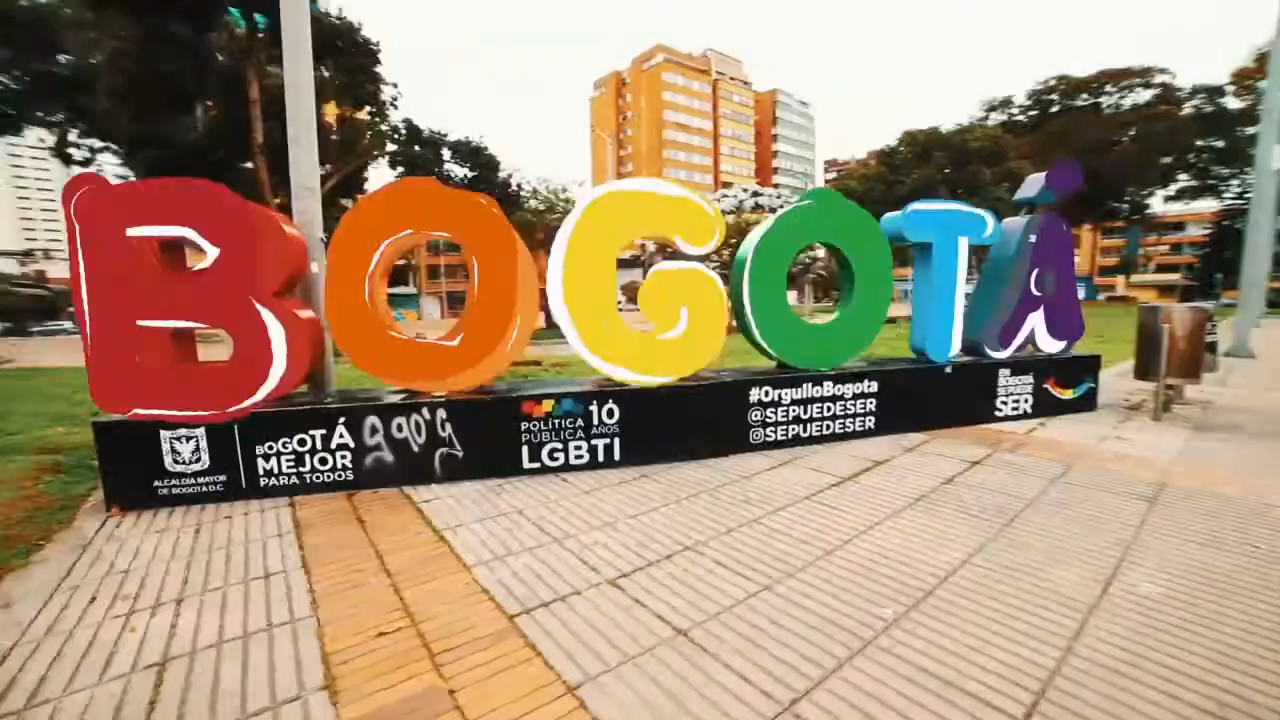 BOGOTÁ
ALCALDÍA MAYOR
DE BOGOTÁ D.C.
BOGOTÁ
MEJOR
PARA TODOS
POLÍTICA
PÚBLICA
LGBTI
10
AÑOS
#OrgulloBogota
@SEPUEDESER
@SEPUEDESER
EN
BOGOTÁ
SE PUEDE
SER